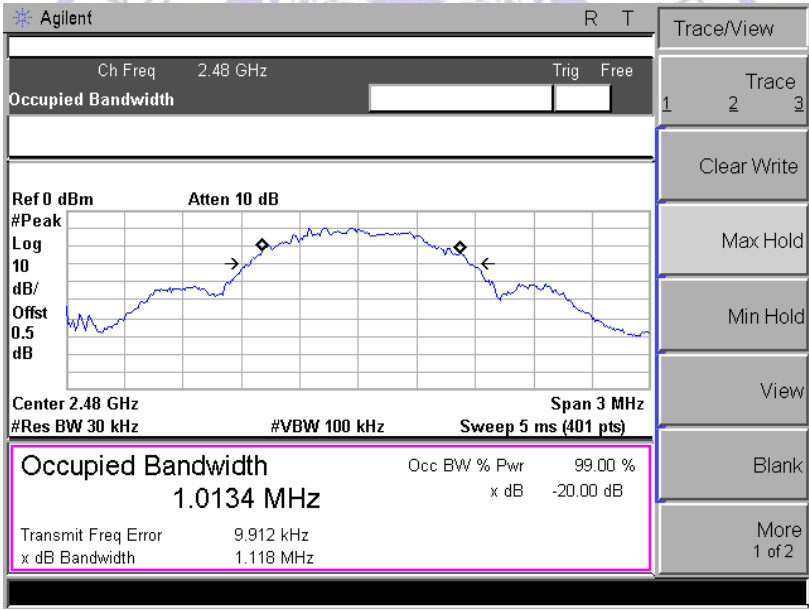 Agilent R T
Trace/View
Ch Freq 2.48 GHz Trig Free
Occupied Bandwidth
Trace
1 2 3
Clear Write
Max Hold
Min Hold
View
Blank
More
1 of 2
Ref 0 dBm Atten 10 dB
#Peak
Log
10
dB/
Offst
0.5
dB
Center 2.48 GHz Span 3 MHz
#Res BW 30 kHz #VBW 100 kHz Sweep 5 ms (401 pts)
Occupied Bandwidth Occ BW % Pwr 99.00 %
1.0134 MHz x dB -20.00 dB
Transmit Freq Error 9.912 kHz
x dB Bandwidth 1.118 MHz